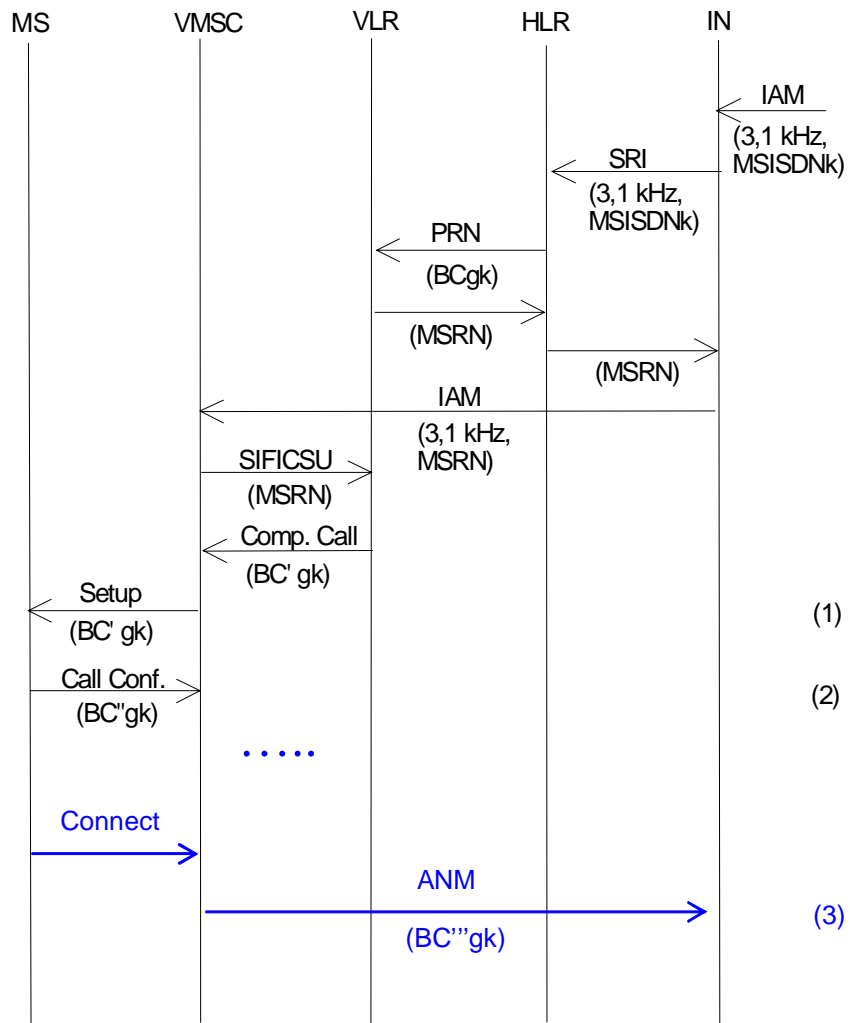 MS VMSC VLR HLR IN
IAM
(3,1 kHz,
MSISDNk)
SRI
(3,1 kHz,
MSISDNk)
PRN
(BCgk)
(MSRN)
(MSRN)
IAM
(3,1 kHz,
MSRN)
SIFICSU
(MSRN)
Comp. Call
(BC' gk)
Setup
(BC' gk)
(1)
Call Conf.
(BC"gk)
(2)
.....
Connect
ANM
(BC’’’gk)
(3)